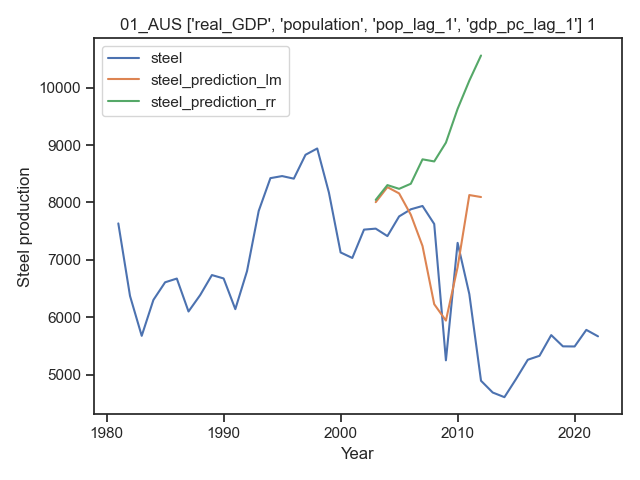 01_AUS ['real_GDP', 'population', 'pop_lag_1', 'gdp_pc_lag_1'] 1
steel
steel_prediction_lm
steel_prediction_rr
10000
9000
8000
7000
6000
5000
Steel production
1980
1990
2000
2010
2020
Year